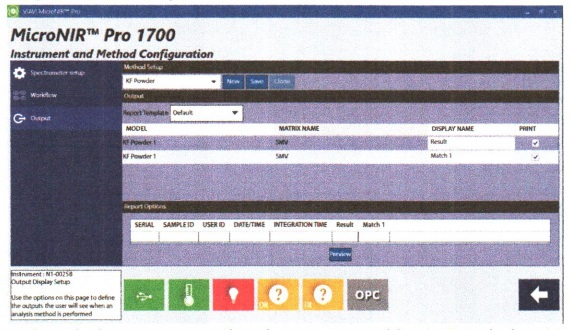 VIAVI MicroNIR™ Pro
MicroNIR™ Pro 1700
Instrument and Method Configuration
Spectrometer setup
Workflow
Output
Method Setup
KF Powder
New Save Clone
Output
Report Template Default
MODEL MATRIX NAME DISPLAY NAME PRINT
KF Powder 1 SMV Result
KF Powder 1 SMV Match 1
Report Options
SERIAL SAMPLE ID USER ID DATE/TIME INTEGRATION TIME Result Match 1
Preview
Instrument : N1-00258
Output Display Setup
Use the options on this page to define
the outputs the user will see when an
analysis method is performed
? ? OPC